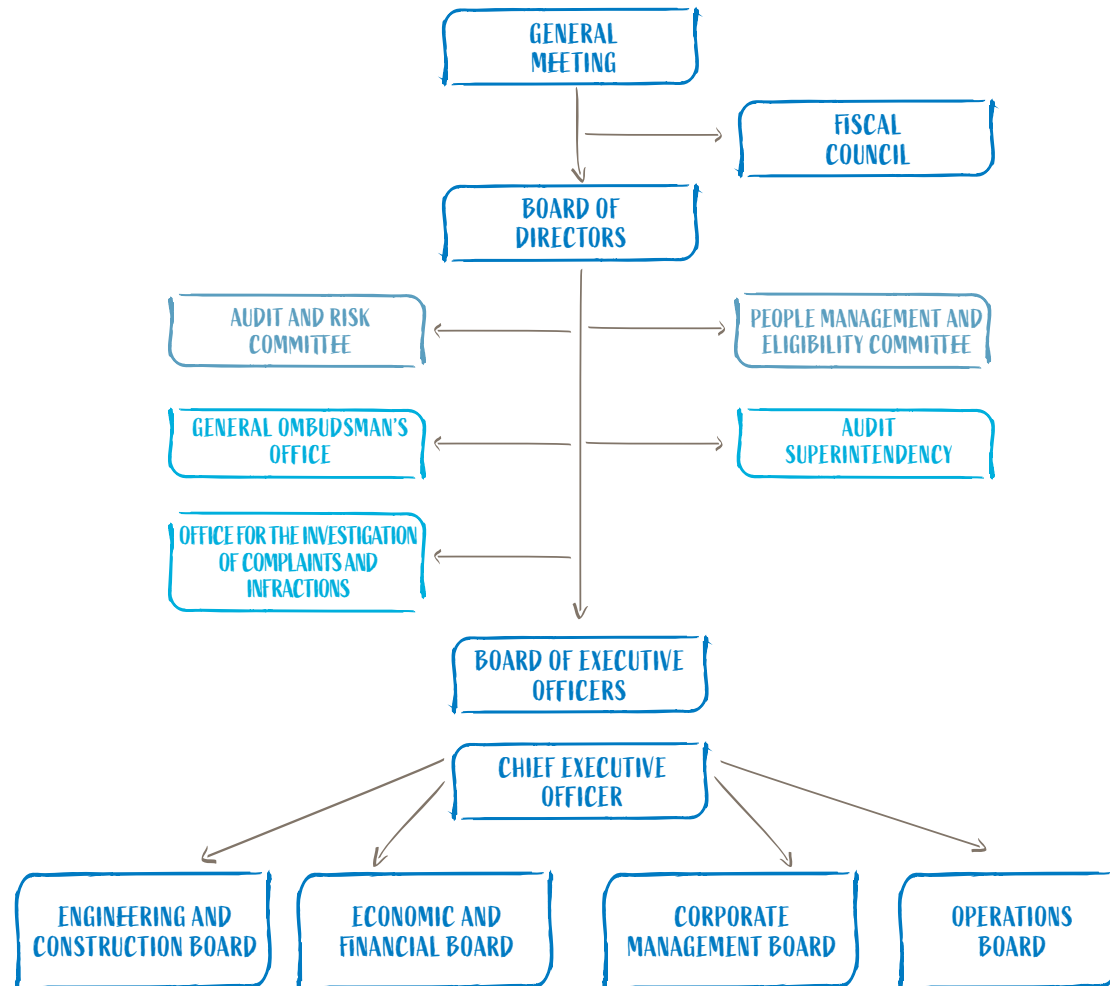 GENERAL
MEETING
FISCAL
COUNCIL
BOARD OF
DIRECTORS
AUDIT AND RISK
COMMITTEE
PEOPLE MANAGEMENT AND
ELIGIBILITY COMMITTEE
GENERAL OMBUDSMAN'S
OFFICE
AUDIT
SUPERINTENDENCY
OFFICE FOR THE INVESTIGATION
OF COMPLAINTS AND
INFRACTIONS
BOARD OF EXECUTIVE
OFFICERS
CHIEF EXECUTIVE
OFFICER
ENGINEERING AND
CONSTRUCTION BOARD
ECONOMIC AND
FINANCIAL BOARD
CORPORATE
MANAGEMENT BOARD
OPERATIONS
BOARD